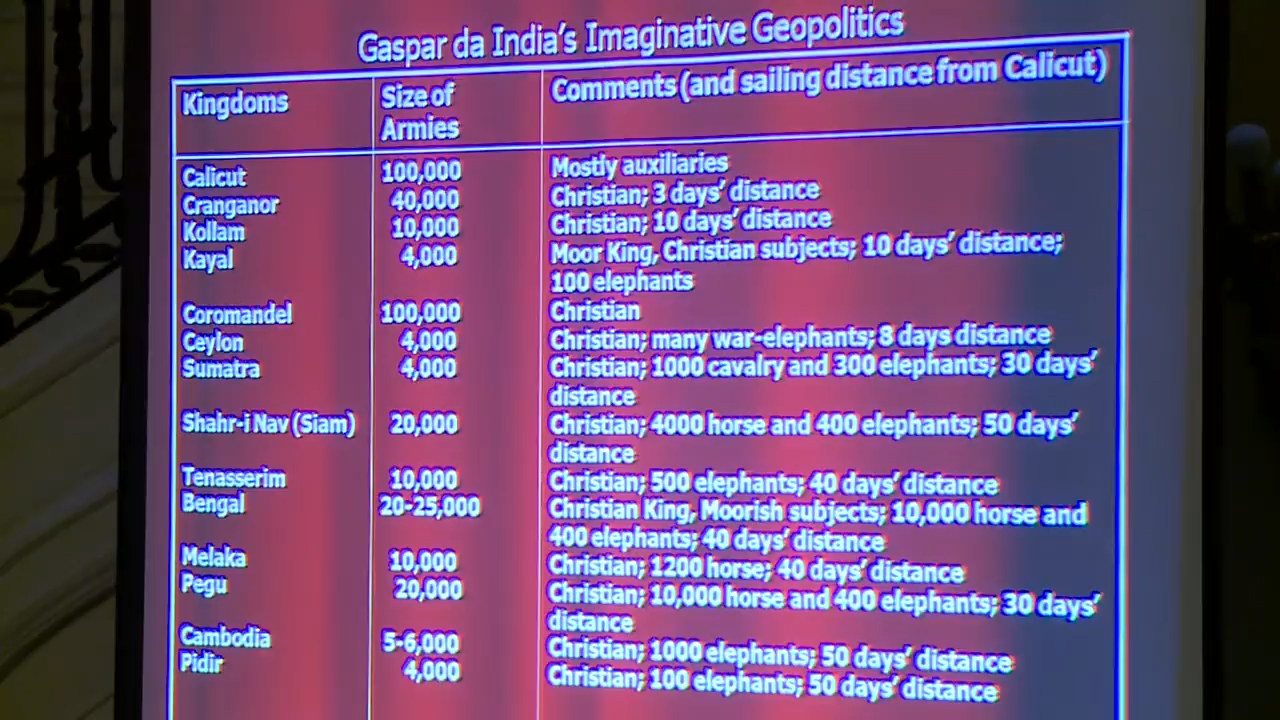 Gaspar da India's Imaginative Geopolitics
Kingdoms Size of Armies Comments (and sailing distance from Calicut)
Calicut 100,000 Mostly auxiliaries
Cranganor 40,000 Christian; 3 days' distance
Kollam 10,000 Christian; 10 days' distance
Kayal 4,000 Moor King, Christian subjects; 10 days' distance;
100 elephants
Coromandel 100,000 Christian
Ceylon 4,000 Christian; many war-elephants; 8 days distance
Sumatra 4,000 Christian; 1000 cavalry and 300 elephants; 30 days'
distance
Shahr-i Nav (Siam) 20,000 Christian; 4000 horse and 400 elephants; 50 days'
distance
Tenasserim 10,000 Christian; 500 elephants; 40 days' distance
Bengal 20-25,000 Christian King, Moorish subjects; 10,000 horse and
400 elephants; 40 days' distance
Melaka 10,000 Christian; 1200 horse; 40 days' distance
Pegu 20,000 Christian; 10,000 horse and 400 elephants; 30 days'
distance
Cambodia 5-6,000 Christian; 1000 elephants; 50 days' distance
Pidir 4,000 Christian; 100 elephants; 50 days' distance